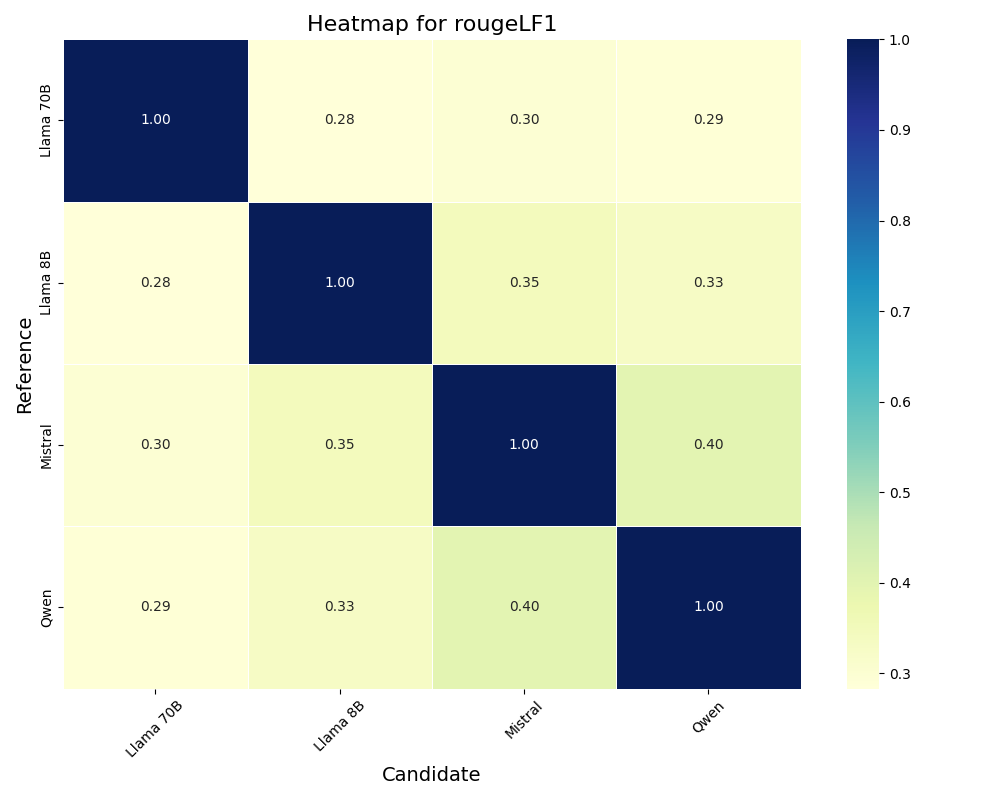 Heatmap for rougeLF1
Reference
Llama 70B
1.00
0.28
0.30
0.29
Llama 8B
0.28
1.00
0.35
0.33
Mistral
0.30
0.35
1.00
0.40
Qwen
0.29
0.33
0.40
1.00
Llama 70B
Llama 8B
Mistral
Qwen
Candidate
1.0
0.9
0.8
0.7
0.6
0.5
0.4
0.3